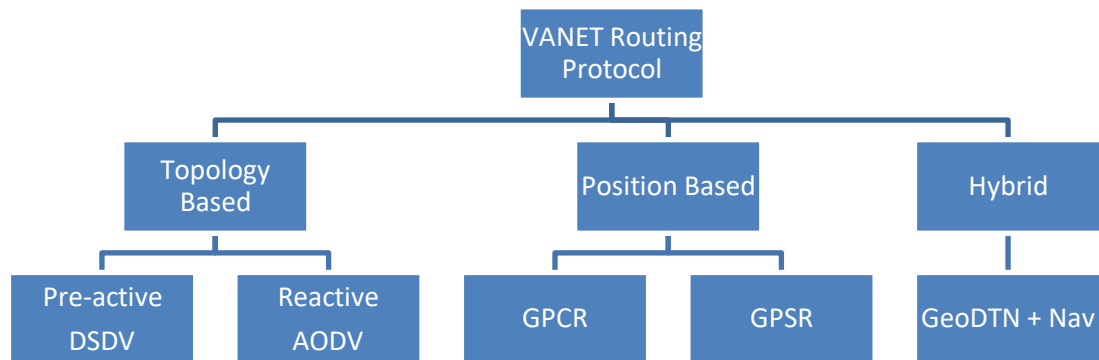 VANET Routing
Protocol
Topology
Based
Position Based
Hybrid
Pre-active
DSDV
Reactive
AODV
GPCR
GPSR
GeoDTN + Nav